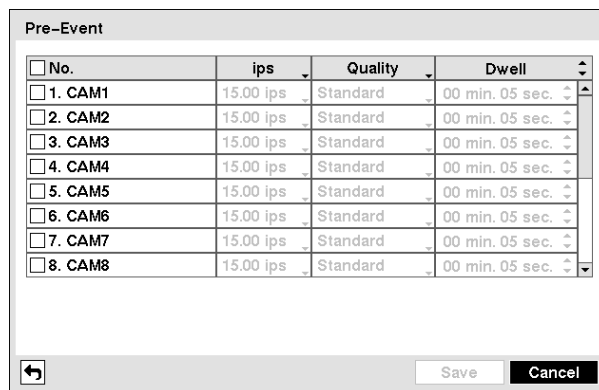 Pre-Event
No. ips Quality Dwell
1. CAM1 15.00 ips Standard 00 min. 05 sec.
2. CAM2 15.00 ips Standard 00 min. 05 sec.
3. CAM3 15.00 ips Standard 00 min. 05 sec.
4. CAM4 15.00 ips Standard 00 min. 05 sec.
5. CAM5 15.00 ips Standard 00 min. 05 sec.
6. CAM6 15.00 ips Standard 00 min. 05 sec.
7. CAM7 15.00 ips Standard 00 min. 05 sec.
8. CAM8 15.00 ips Standard 00 min. 05 sec.
Save Cancel